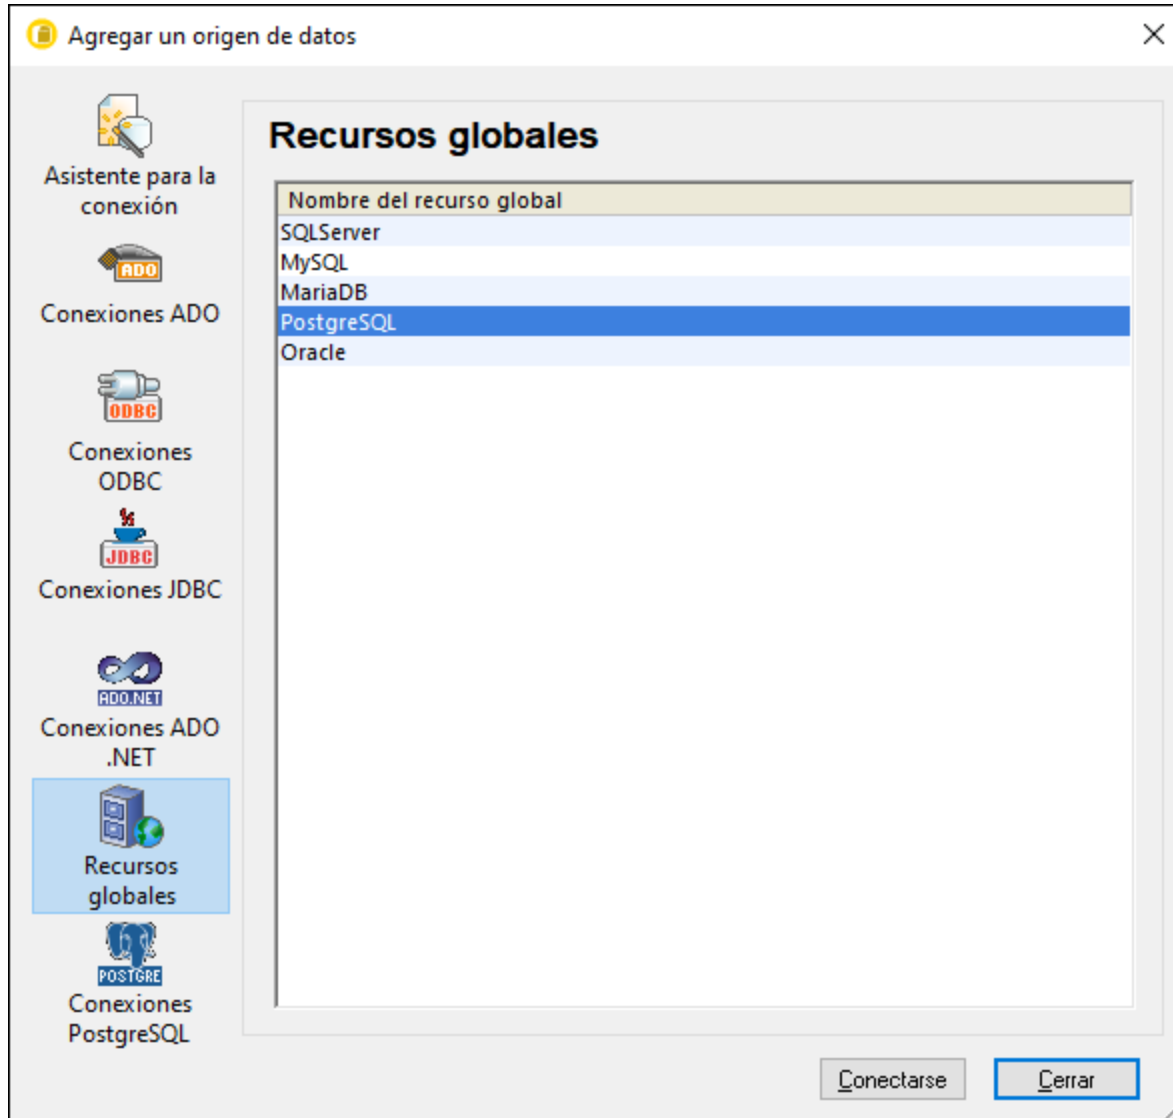 Agregar un origen de datos
Asistente para la
conexión
ADO
Conexiones ADO
ODBC
Conexiones
ODBC
JDBC
Conexiones JDBC
ADO.NET
Conexiones ADO
.NET
Recursos
globales
POSTGRE
Conexiones
PostgreSQL
Recursos globales
Nombre del recurso global
SQLServer
MySQL
MariaDB
PostgreSQL
Oracle
Conectarse
Cerrar